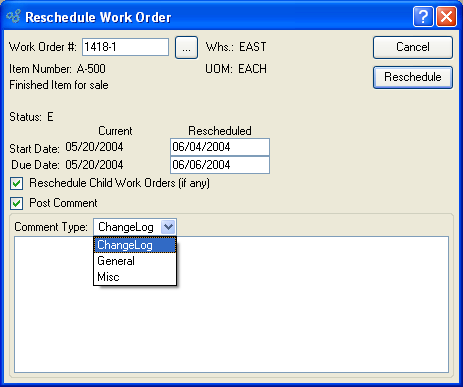 Reschedule Work Order
Work Order #: 1418-1 ... Whs.: EAST Cancel
Item Number: A-500 UOM: EACH Reschedule
Finished Item for sale
Status: E
Current Rescheduled
Start Date: 05/20/2004 06/04/2004
Due Date: 05/20/2004 06/06/2004
Reschedule Child Work Orders (if any)
Post Comment
Comment Type: ChangeLog
ChangeLog
General
Misc